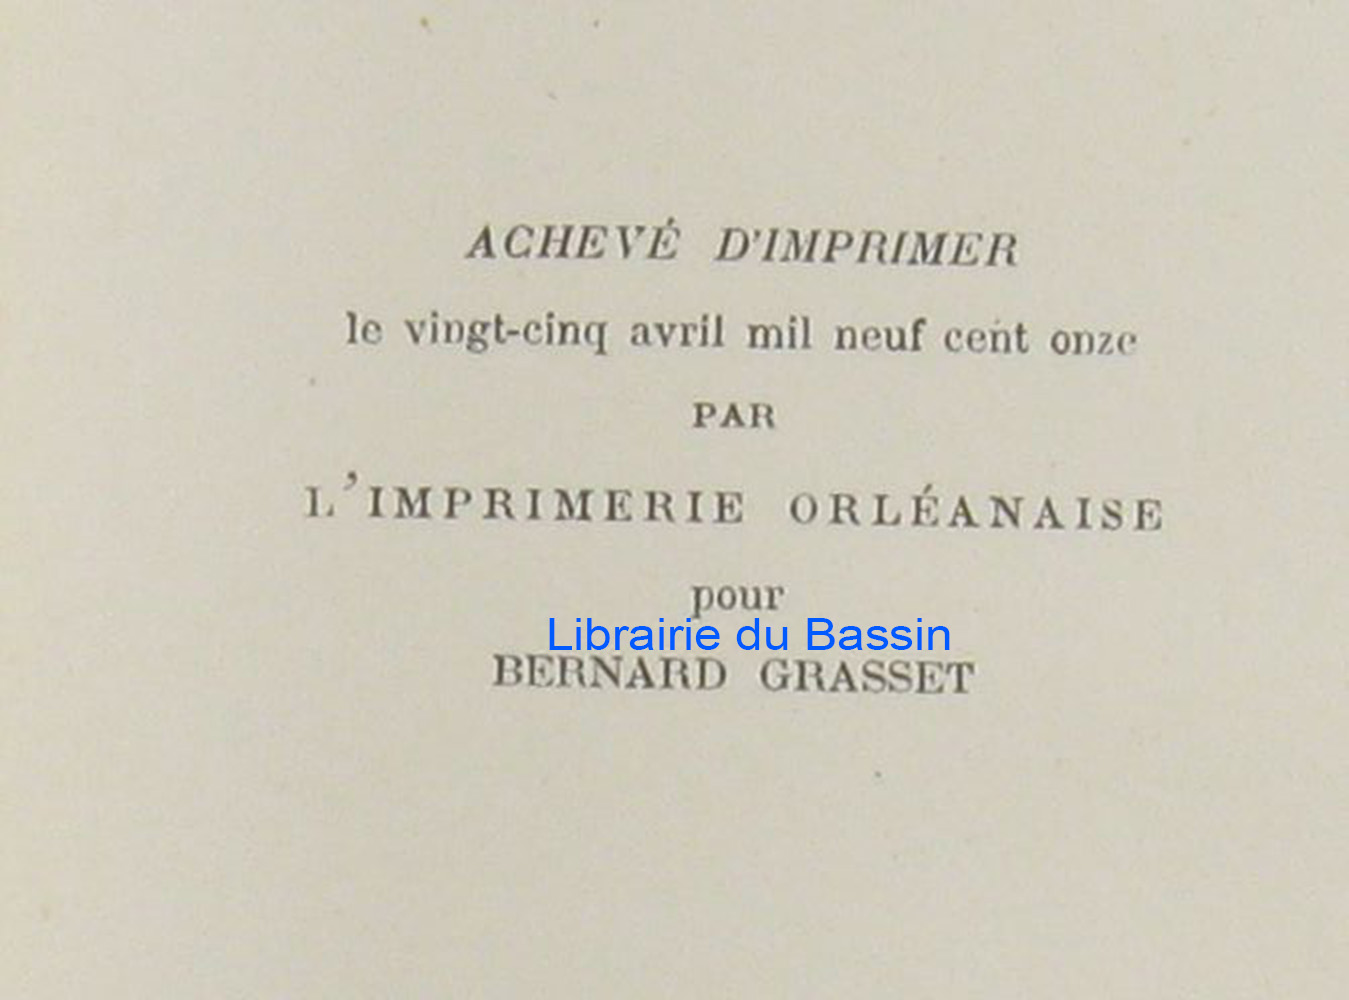 ACHEVÉ D'IMPRIMER
le vingt-cinq avril mil neuf cent onze
PAR
L'IMPRIMERIE ORLÉANAISE
pour
Librairie du Bassin
BERNARD GRASSET